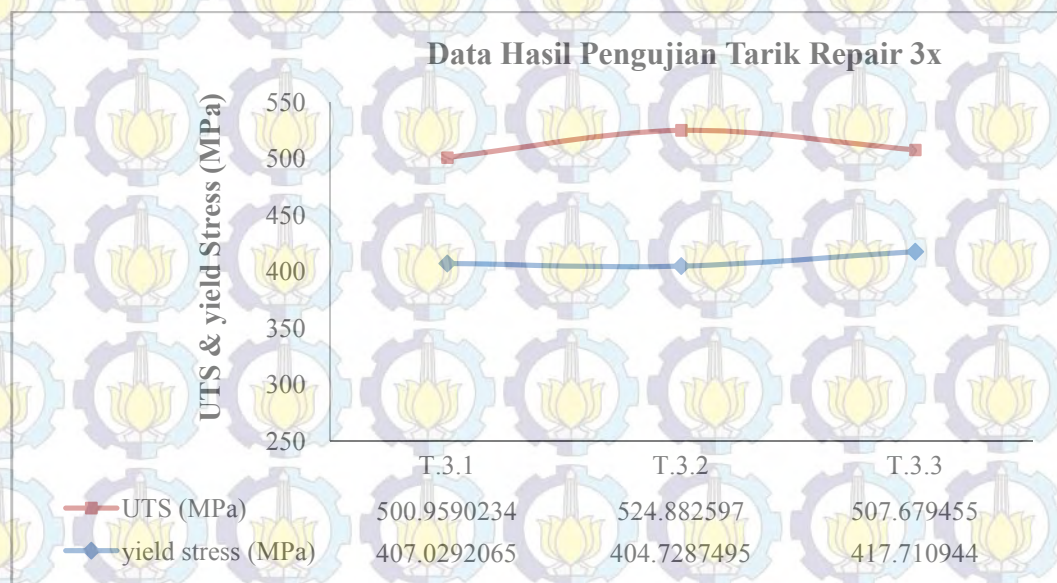 Data Hasil Pengujian Tarik Repair 3x
UTS & yield Stress (MPa)
550
500
450
400
350
300
250
T.3.1 T.3.2 T.3.3
UTS (MPa) 500.9590234 524.882597 507.679455
yield stress (MPa) 407.0292065 404.7287495 417.710944